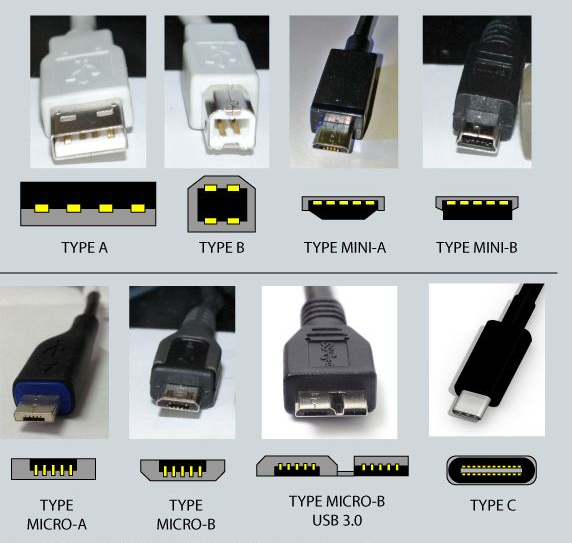 TYPE A
TYPE B
TYPE MINI-A
TYPE MINI-B
TYPE
MICRO-A
TYPE
MICRO-B
TYPE MICRO-B
USB 3.0
TYPE C